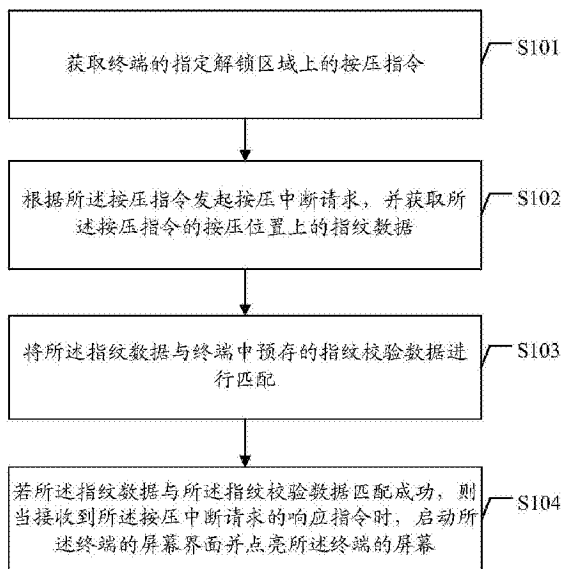 获取终端的指定解锁区域上的按压指令
S101
根据所述按压指令发起按压中断请求，并获取所
述按压指令的按压位置上的指纹数据
S102
将所述指纹数据与终端中预存的指纹校验数据进
行匹配
S103
若所述指纹数据与所述指纹校验数据匹配成功，则
当接收到所述按压中断请求的响应指令时，启动所
述终端的屏幕界面并点亮所述终端的屏幕
S104